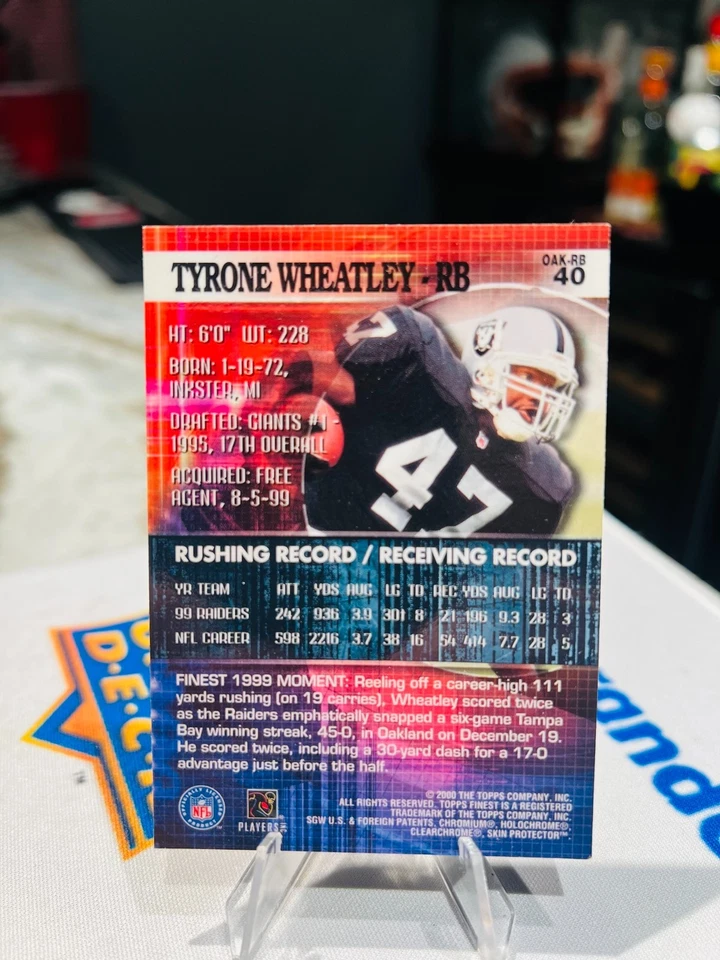 TYRONE WHEATLEY - RB
OAK-RB
40
HT: 6'0" WT: 228
BORN: 1-19-72,
INKSTER, MI
DRAFTED: GIANTS #1 -
1995, 17TH OVERALL
ACQUIRED: FREE
AGENT, 8-5-99
47
RUSHING RECORD / RECEIVING RECORD
YR TEAM ATT YDS AVG LG TD REC YDS AVG LG TD
99 RAIDERS 242 936 3.9 301 8 21 196 9.3 28 3
NFL CAREER 598 2216 3.7 38 16 54 414 7.7 28 5
FINEST 1999 MOMENT: Reeling off a career-high 111
yards rushing (on 19 carries). Wheatley scored twice
as the Raiders emphatically snapped a six-game Tampa
Bay winning streak, 45-0, in Oakland on December 19.
He scored twice, including a 30-yard dash for a 17-0
advantage just before the half.
OFFICIALLY LICENSED
NFL
PRODUCT
TM
PLAYERS INC
© 2000 THE TOPPS COMPANY, INC.
ALL RIGHTS RESERVED. TOPPS FINEST IS A REGISTERED
TRADEMARK OF THE TOPPS COMPANY, INC.
SGW U.S. & FOREIGN PATENTS, CHROMIUM®, HOLOCHROME®,
CLEARCHROME®, SKIN PROTECTOR™.
D·E·C